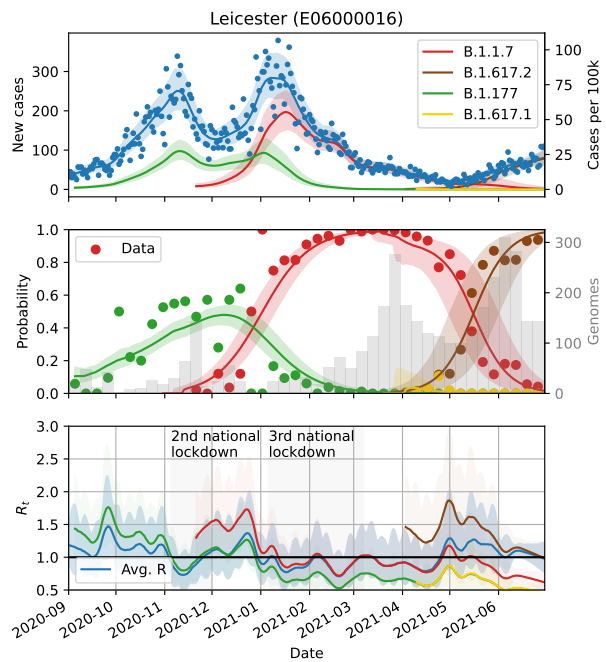 Leicester (E06000016)
New cases
300
200
100
0
B.1.1.7
B.1.617.2
B.1.177
B.1.617.1
100
75
50
25
0
Cases per 100k
Probability
1.0
0.8
0.6
0.4
0.2
0.0
Data
300
200
100
0
Genomes
Rt
3.0
2.5
2.0
1.5
1.0
0.5
2nd national
lockdown
3rd national
lockdown
Avg. R
2020-09
2020-10
2020-11
2020-12
2021-01
2021-02
2021-03
2021-04
2021-05
2021-06
Date